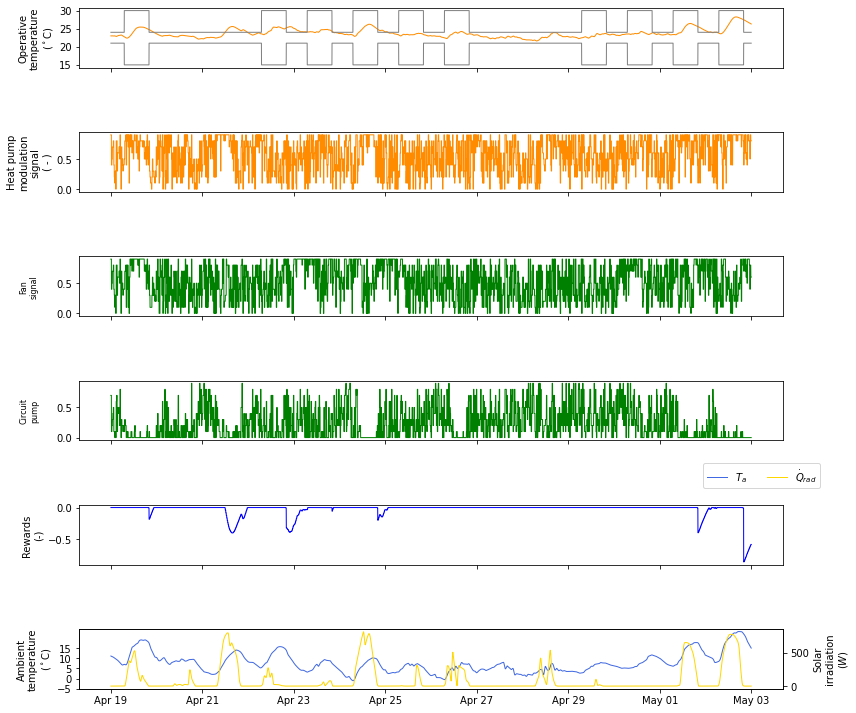 Operative
temperature
(°C)
30
25
20
15
Heat pump
modulation
signal
( - )
0.5
0.0
Fan
signal
0.5
0.0
Circuit
pump
0.5
0.0
T_a
Q̇_rad
Rewards
(-)
0.0
−0.5
Ambient
temperature
(°C)
15
10
5
0
−5
500
0
Solar
irradiation
(W)
Apr 19
Apr 21
Apr 23
Apr 25
Apr 27
Apr 29
May 01
May 03